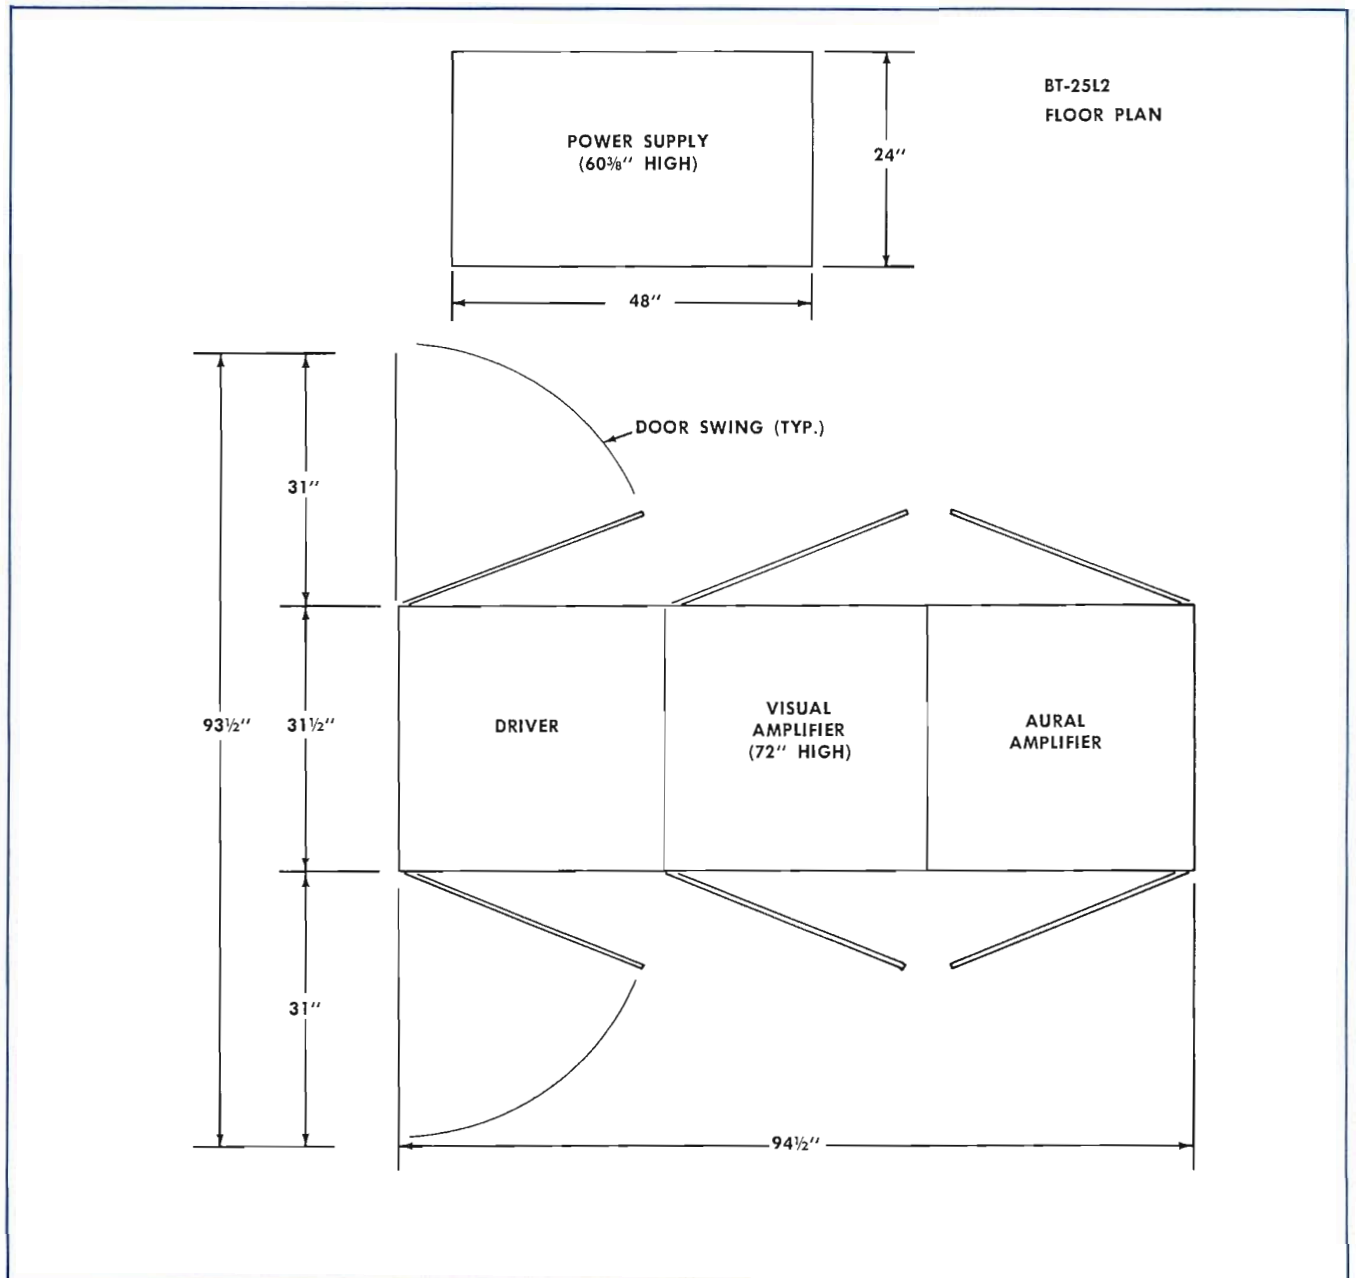 BT-25L2
FLOOR PLAN
POWER SUPPLY
(60⅜" HIGH)
24"
48"
DOOR SWING (TYP.)
31"
93½"
31½"
DRIVER
VISUAL
AMPLIFIER
(72" HIGH)
AURAL
AMPLIFIER
31"
94½"